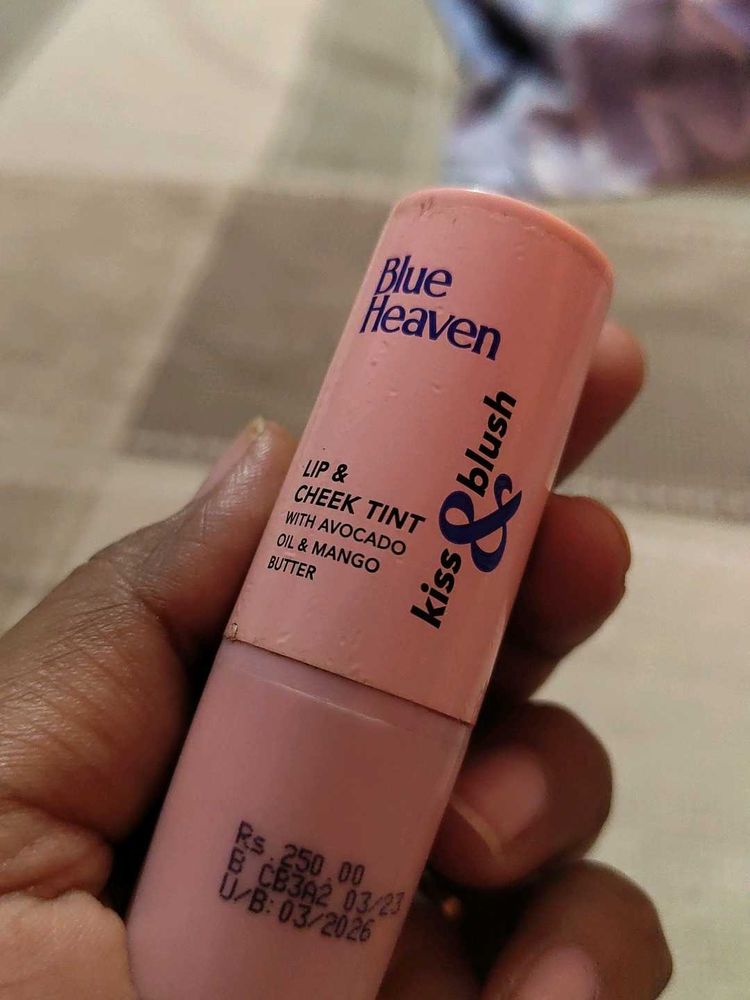 Blue
Heaven
LIP &
CHEEK TINT
WITH AVOCADO
OIL & MANGO
BUTTER
kiss & blush
Rs.250.00
B CB3A2 03/23
U/B:03/2026